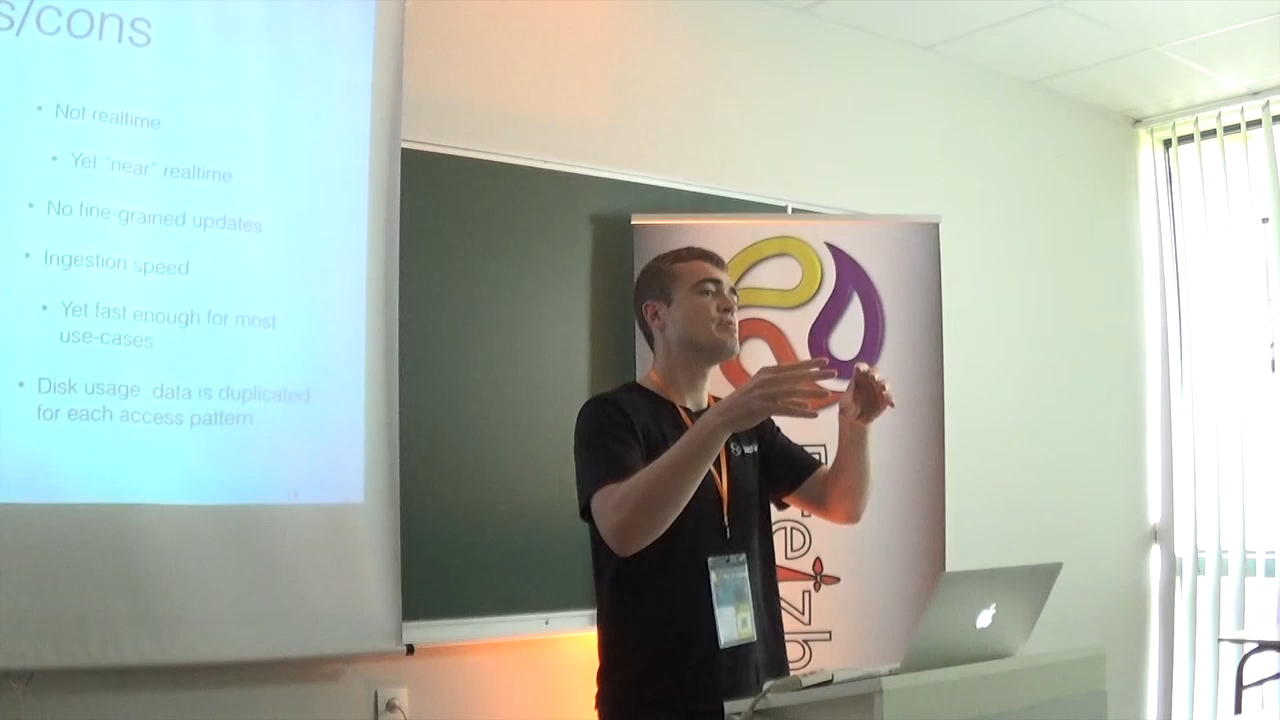 s/cons
Not realtime
Yet "near" realtime
No fine-grained updates
Ingestion speed
Yet fast enough for most
use-cases
Disk usage: data is duplicated
for each access pattern